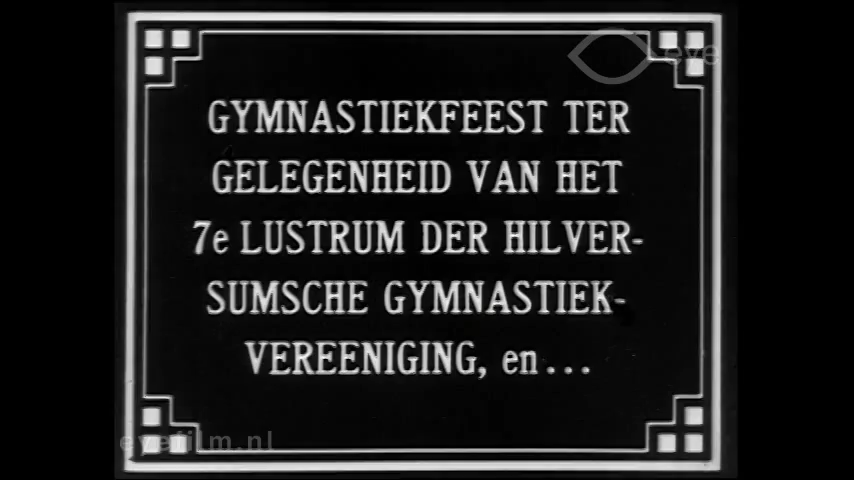 eye
GYMNASTIEKFEEST TER
GELEGENHEID VAN HET
7e LUSTRUM DER HILVER-
SUMSCHE GYMNASTIEK-
VEREENIGING, en...
eyefilm.nl